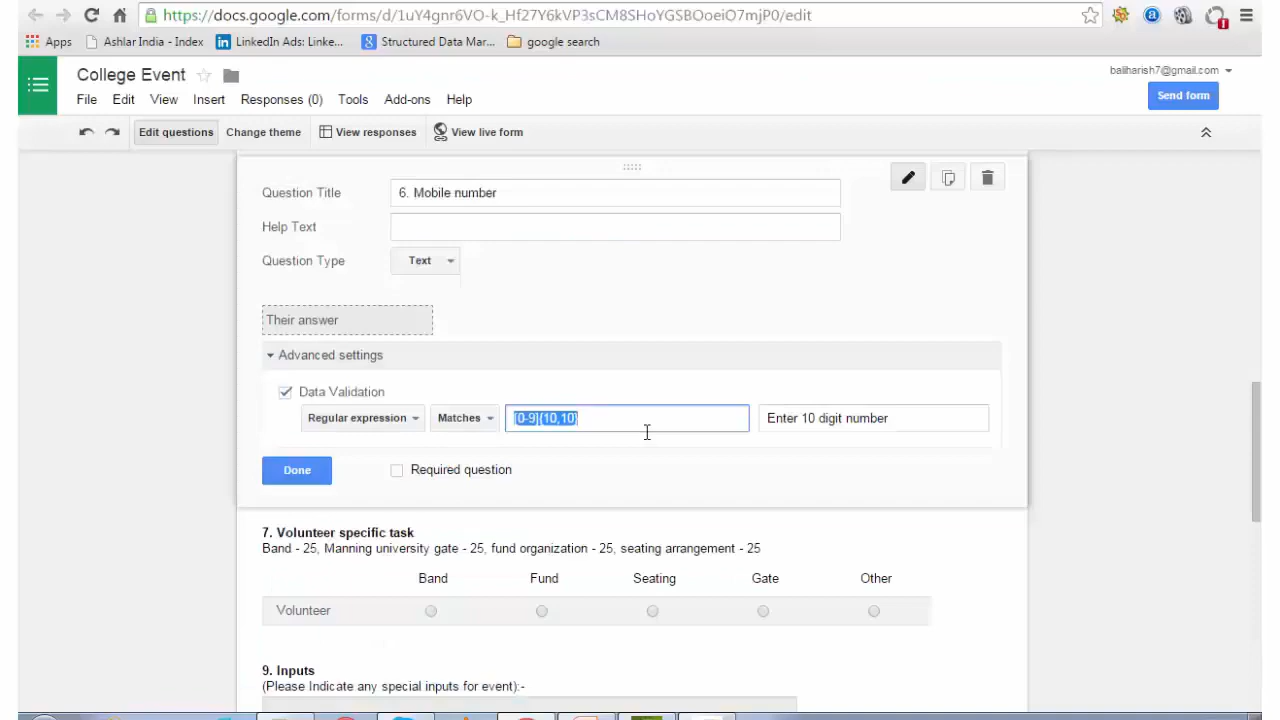 https://docs.google.com/forms/d/1uY4gnr6VO-k_Hf27Y6kVP3sCM8SHoYGSBOoeiO7mjP0/edit
Apps Ashlar India - Index LinkedIn Ads: Linke... Structured Data Mar... google search
College Event
baliharish7@gmail.com
File Edit View Insert Responses (0) Tools Add-ons Help
Send form
Edit questions Change theme View responses View live form
Question Title 6. Mobile number
Help Text
Question Type Text
Their answer
Advanced settings
Data Validation
Regular expression Matches [0-9]{10,10} Enter 10 digit number
Done Required question
7. Volunteer specific task
Band - 25, Manning university gate - 25, fund organization - 25, seating arrangement - 25
Band Fund Seating Gate Other
Volunteer
9. Inputs
(Please Indicate any special inputs for event):-